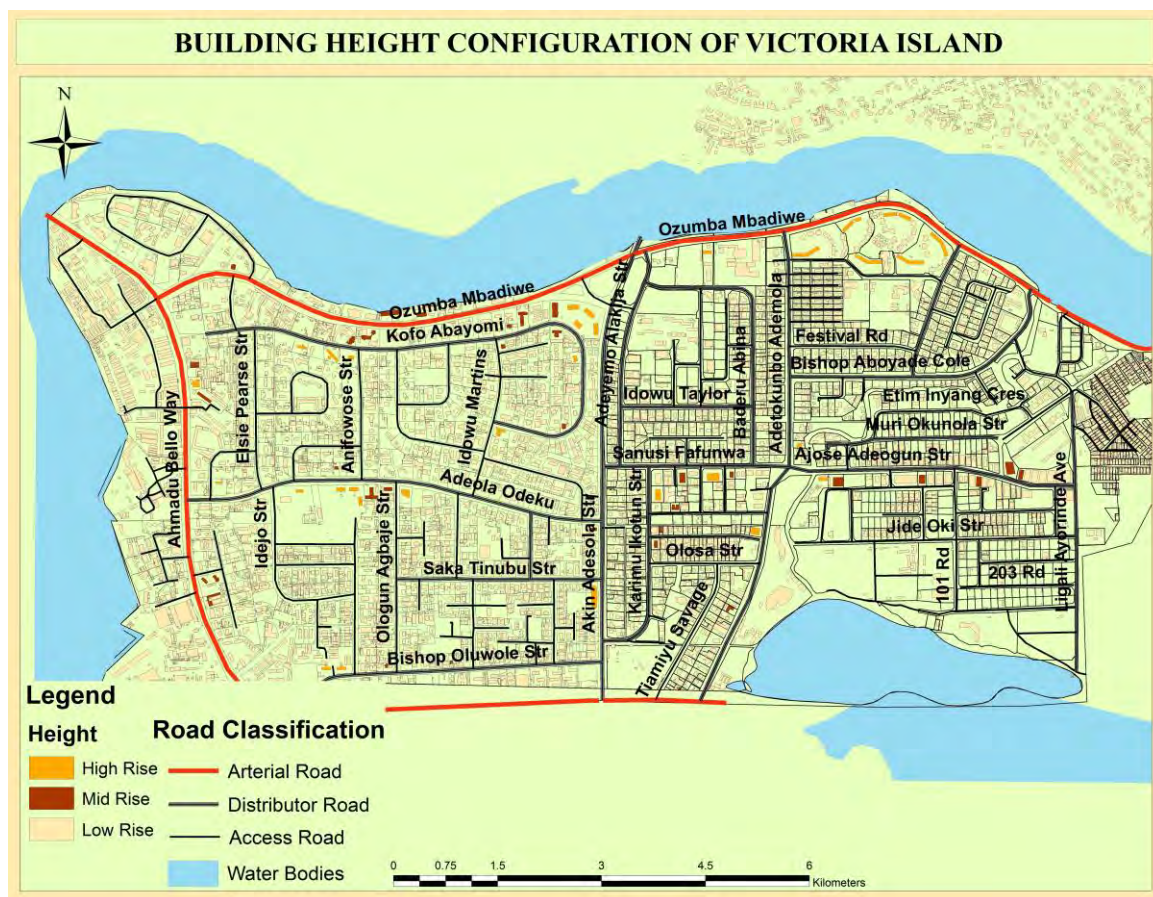 BUILDING HEIGHT CONFIGURATION OF VICTORIA ISLAND
N
Ozumba Mbadiwe
Ozumba Mbadiwe
Kofo Abayomi
Adeyemo Alakija Str
Baderu Abina
Adetokunbo Ademola
Festival Rd
Bishop Aboyade Cole
Elsie Pearse Str
Anifowose Str
Idowu Martins
Idowu Taylor
Etim Inyang Cres
Muri Okunola Str
Ahmadu Bello Way
Sanusi Fafunwa
Ajose Adeogun Str
Adeola Odeku
Idejo Str
Ologun Agbaje Str
Akin Adesola Str
Karimu Ikotun Str
Jide Oki Str
Ligali Ayorinde Ave
Olosa Str
Saka Tinubu Str
101 Rd
203 Rd
Bishop Oluwole Str
Tiamiyu Savage
Legend
Height
High Rise
Mid Rise
Low Rise
Road Classification
Arterial Road
Distributor Road
Access Road
Water Bodies
0 0.75 1.5 3 4.5 6
Kilometers